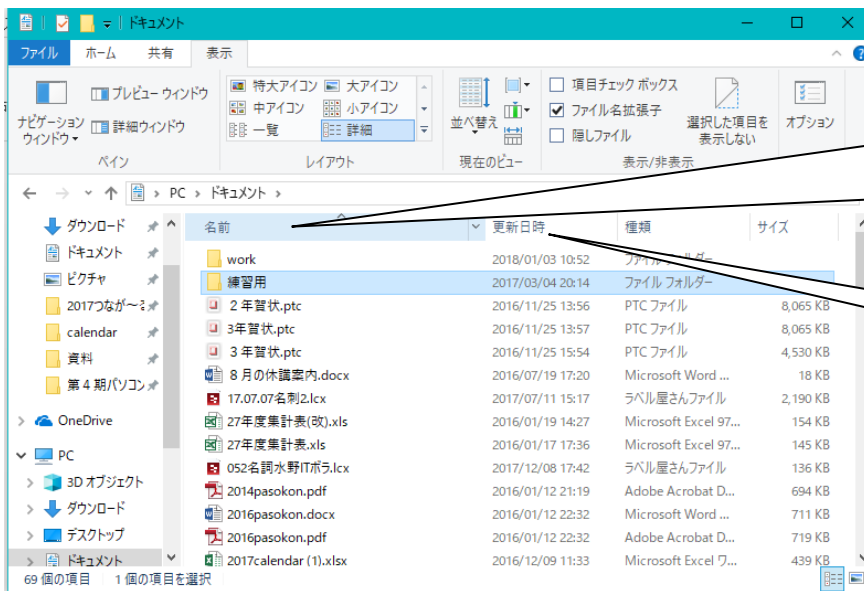 ドキュメント
ファイル ホーム 共有 表示
ナビゲーション ウィンドウ
プレビュー ウィンドウ
詳細ウィンドウ
ペイン
特大アイコン 大アイコン
中アイコン 小アイコン
一覧 詳細
レイアウト
並べ替え
現在のビュー
項目チェック ボックス
ファイル名拡張子
隠しファイル
選択した項目を 表示しない
表示/非表示
オプション
PC › ドキュメント ›
ダウンロード
ドキュメント
ピクチャ
2017つなが~る
calendar
資料
第4期パソコン
OneDrive
PC
3D オブジェクト
ダウンロード
デスクトップ
ドキュメント
名前 更新日時 種類 サイズ
work 2018/01/03 10:52 ファイル フォルダー
練習用 2017/03/04 20:14 ファイル フォルダー
２年賀状.ptc 2016/11/25 13:56 PTC ファイル 8,065 KB
3年賀状.ptc 2016/11/25 13:57 PTC ファイル 8,065 KB
３年賀状.ptc 2016/11/25 15:54 PTC ファイル 4,530 KB
８月の休講案内.docx 2016/07/19 17:20 Microsoft Word ... 18 KB
17.07.07名刺2.lcx 2017/07/11 15:17 ラベル屋さんファイル 2,190 KB
27年度集計表(改).xls 2016/01/19 14:27 Microsoft Excel 97... 154 KB
27年度集計表.xls 2016/01/17 17:36 Microsoft Excel 97... 145 KB
052名詞水野ITボラ.lcx 2017/12/08 17:42 ラベル屋さんファイル 136 KB
2014pasokon.pdf 2016/01/12 21:19 Adobe Acrobat D... 694 KB
2016pasokon.docx 2016/01/12 22:32 Microsoft Word ... 711 KB
2016pasokon.pdf 2016/01/12 22:32 Adobe Acrobat D... 719 KB
2017calendar (1).xlsx 2016/12/09 11:33 Microsoft Excel ワ... 439 KB
69 個の項目 1 個の項目を選択